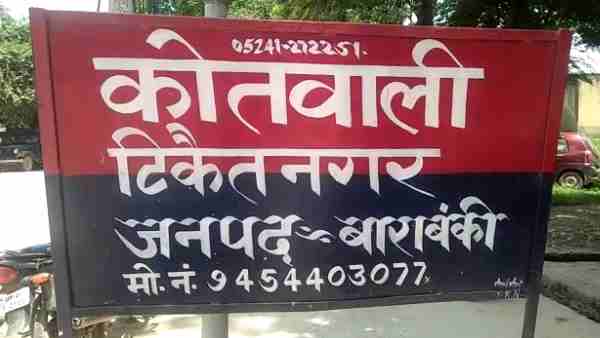 05241-272251.
कोतवाली
टिकैतनगर
जनपद~बाराबंकी
मो.नं. 9454403077